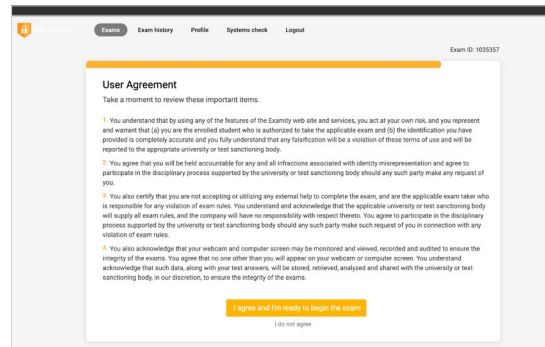 Exams Exam history Profile Systems check Logout
Exam ID: 1035357
User Agreement
Take a moment to review these important items.
1 You understand that by using any of the features of the Examity web site and services, you act at your own risk, and you represent
and warrant that (a) you are the enrolled student who is authorized to take the applicable exam and (b) the identification you have
provided is completely accurate and you fully understand that any falsification will be a violation of these terms of use and will be
reported to the appropriate university or test sanctioning body.
2 You agree that you will be held accountable for any and all infractions associated with identity misrepresentation and agree to
participate in the disciplinary process supported by the university or test sanctioning body should any such party make any request of
you.
3 You also certify that you are not accepting or utilizing any external help to complete the exam, and are the applicable exam taker who
is responsible for any violation of exam rules. You understand and acknowledge that the applicable university or test sanctioning body
will supply all exam rules, and the company will have no responsibility with respect thereto. You agree to participate in the disciplinary
process supported by the university or test sanctioning body should any such party make such request of you in connection with any
violation of exam rules.
4 You also acknowledge that your webcam and computer screen may be monitored and viewed, recorded and audited to ensure the
integrity of the exams. You agree that no one other than you will appear on your webcam or computer screen. You understand and
acknowledge that such data, along with your test answers, will be stored, retrieved, analyzed and shared with the university or test
sanctioning body, in our discretion, to ensure the integrity of the exams.
I agree and I'm ready to begin the exam
I do not agree